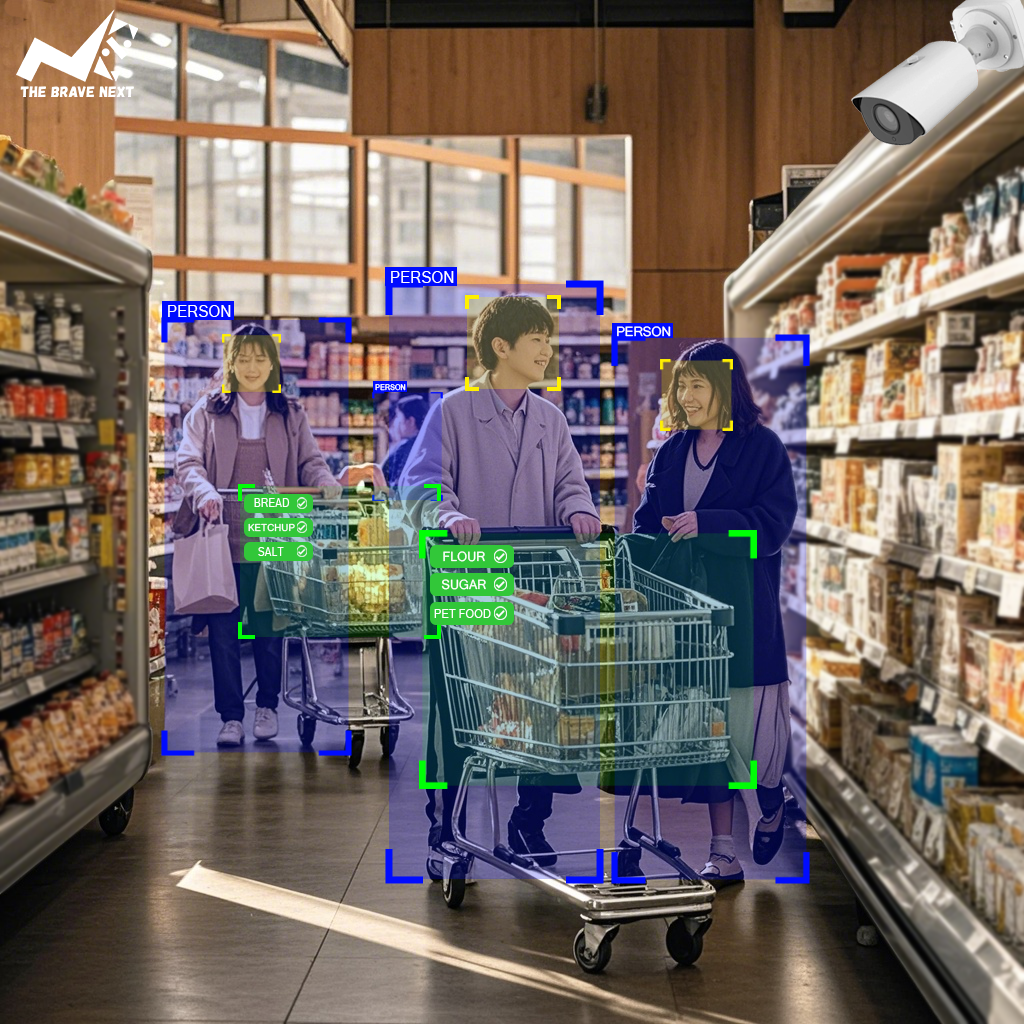 THE BRAVE NEXT
PERSON
PERSON
PERSON
PERSON
BREAD
KETCHUP
SALT
FLOUR
SUGAR
PET FOOD